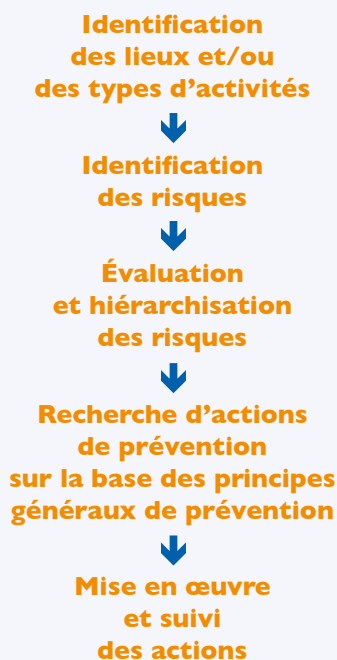 Identification
des lieux et/ou
des types d’activités
Identification
des risques
Évaluation
et hiérarchisation
des risques
Recherche d’actions
de prévention
sur la base des principes
généraux de prévention
Mise en œuvre
et suivi
des actions